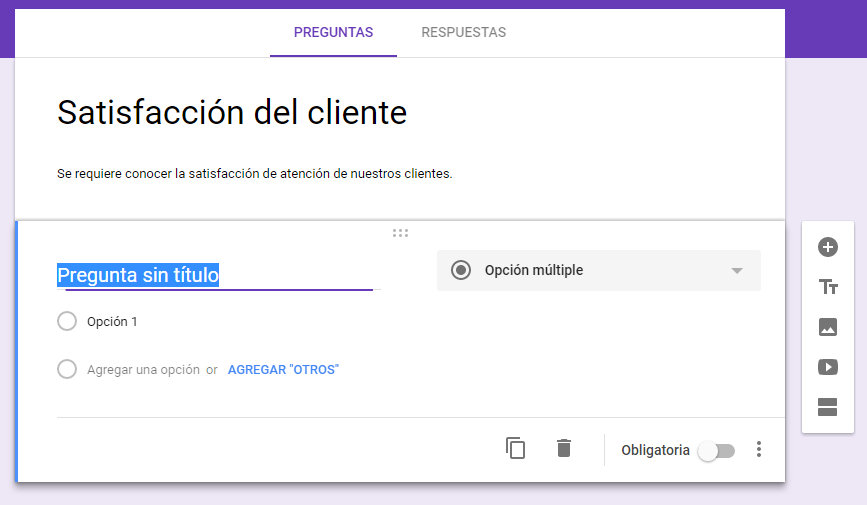 PREGUNTAS RESPUESTAS
Satisfacción del cliente
Se requiere conocer la satisfacción de atención de nuestros clientes.
Pregunta sin título
Opción múltiple
Opción 1
Agregar una opción or AGREGAR "OTROS"
Obligatoria